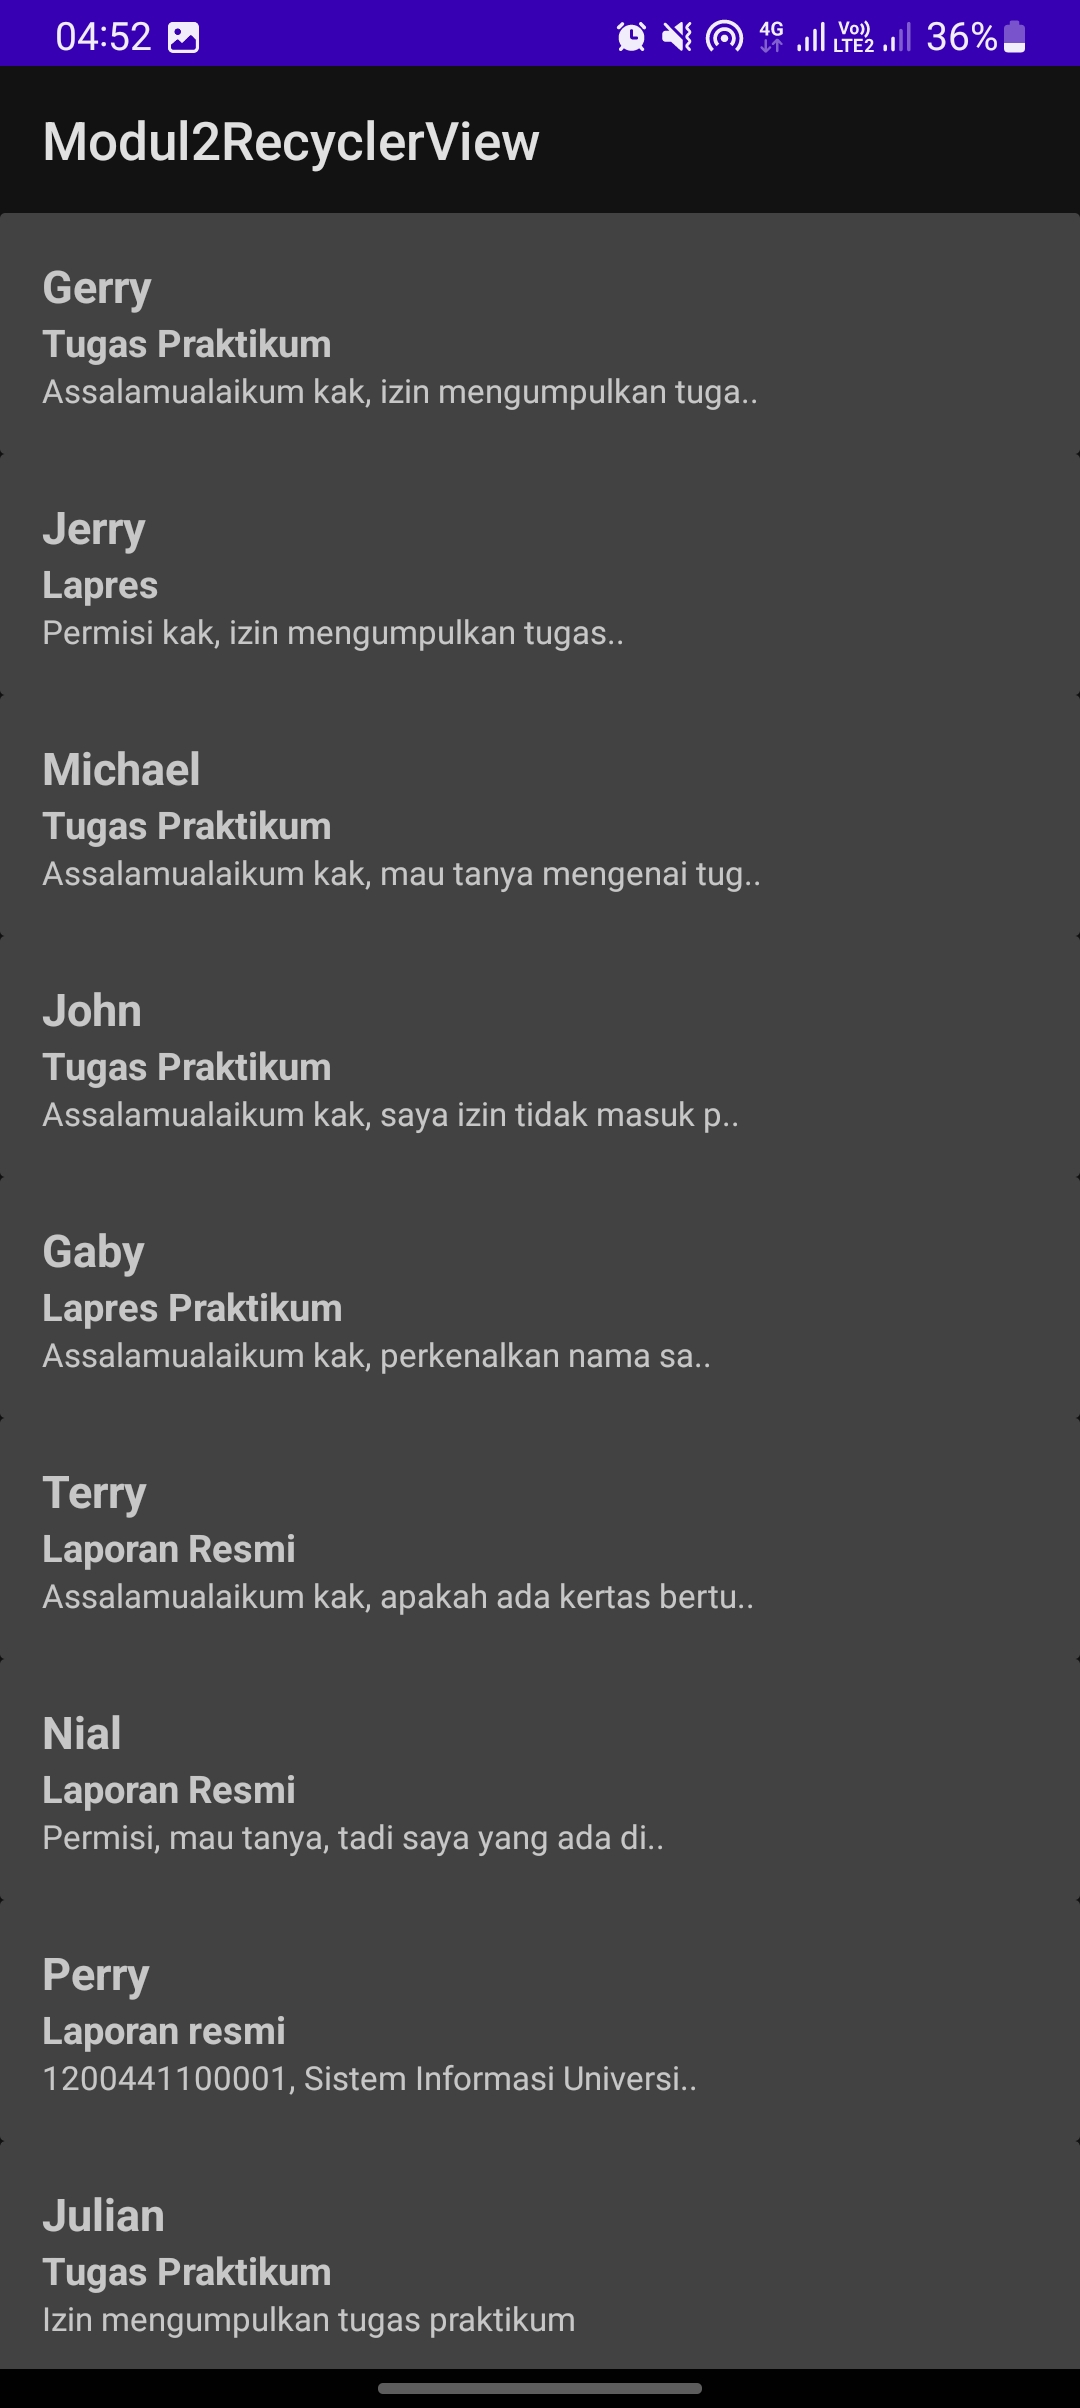 04:52
4G Vo)) LTE2 36%
Modul2RecyclerView
Gerry
Tugas Praktikum
Assalamualaikum kak, izin mengumpulkan tuga..
Jerry
Lapres
Permisi kak, izin mengumpulkan tugas..
Michael
Tugas Praktikum
Assalamualaikum kak, mau tanya mengenai tug..
John
Tugas Praktikum
Assalamualaikum kak, saya izin tidak masuk p..
Gaby
Lapres Praktikum
Assalamualaikum kak, perkenalkan nama sa..
Terry
Laporan Resmi
Assalamualaikum kak, apakah ada kertas bertu..
Nial
Laporan Resmi
Permisi, mau tanya, tadi saya yang ada di..
Perry
Laporan resmi
1200441100001, Sistem Informasi Universi..
Julian
Tugas Praktikum
Izin mengumpulkan tugas praktikum